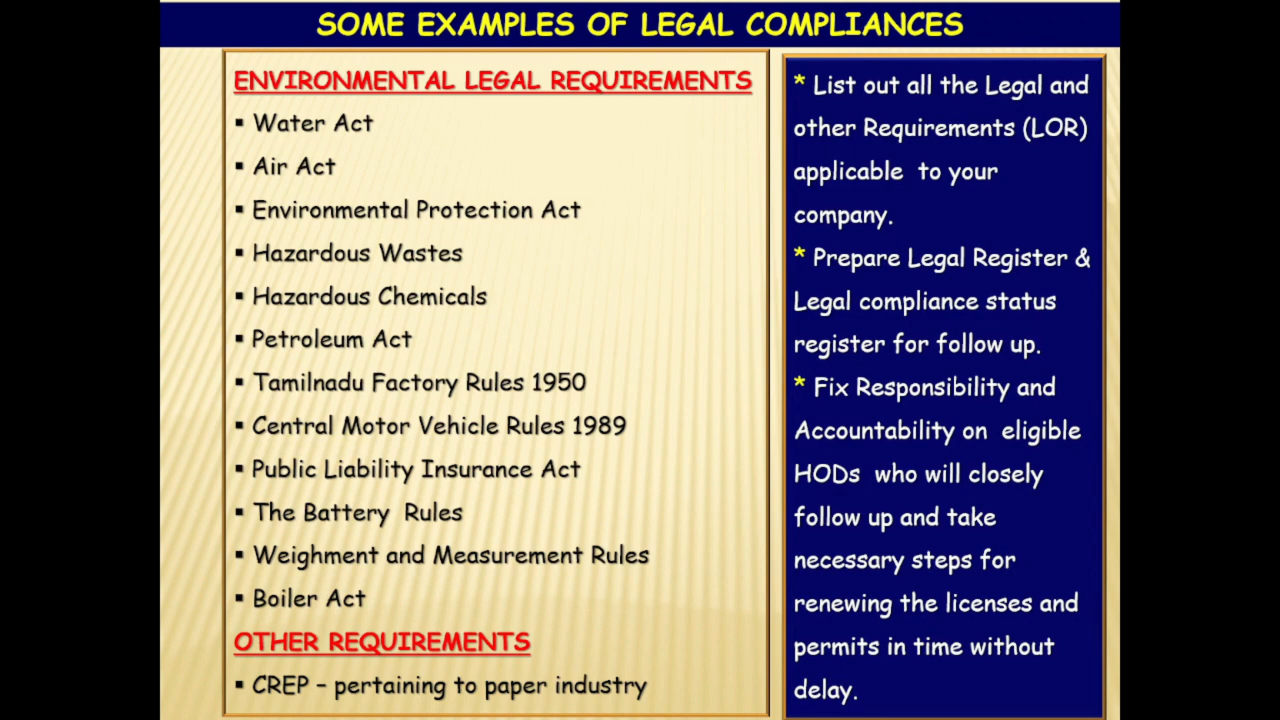 SOME EXAMPLES OF LEGAL COMPLIANCES
ENVIRONMENTAL LEGAL REQUIREMENTS
▪ Water Act
▪ Air Act
▪ Environmental Protection Act
▪ Hazardous Wastes
▪ Hazardous Chemicals
▪ Petroleum Act
▪ Tamilnadu Factory Rules 1950
▪ Central Motor Vehicle Rules 1989
▪ Public Liability Insurance Act
▪ The Battery Rules
▪ Weighment and Measurement Rules
▪ Boiler Act
OTHER REQUIREMENTS
▪ CREP – pertaining to paper industry
* List out all the Legal and
other Requirements (LOR)
applicable to your
company.
* Prepare Legal Register &
Legal compliance status
register for follow up.
* Fix Responsibility and
Accountability on eligible
HODs who will closely
follow up and take
necessary steps for
renewing the licenses and
permits in time without
delay.